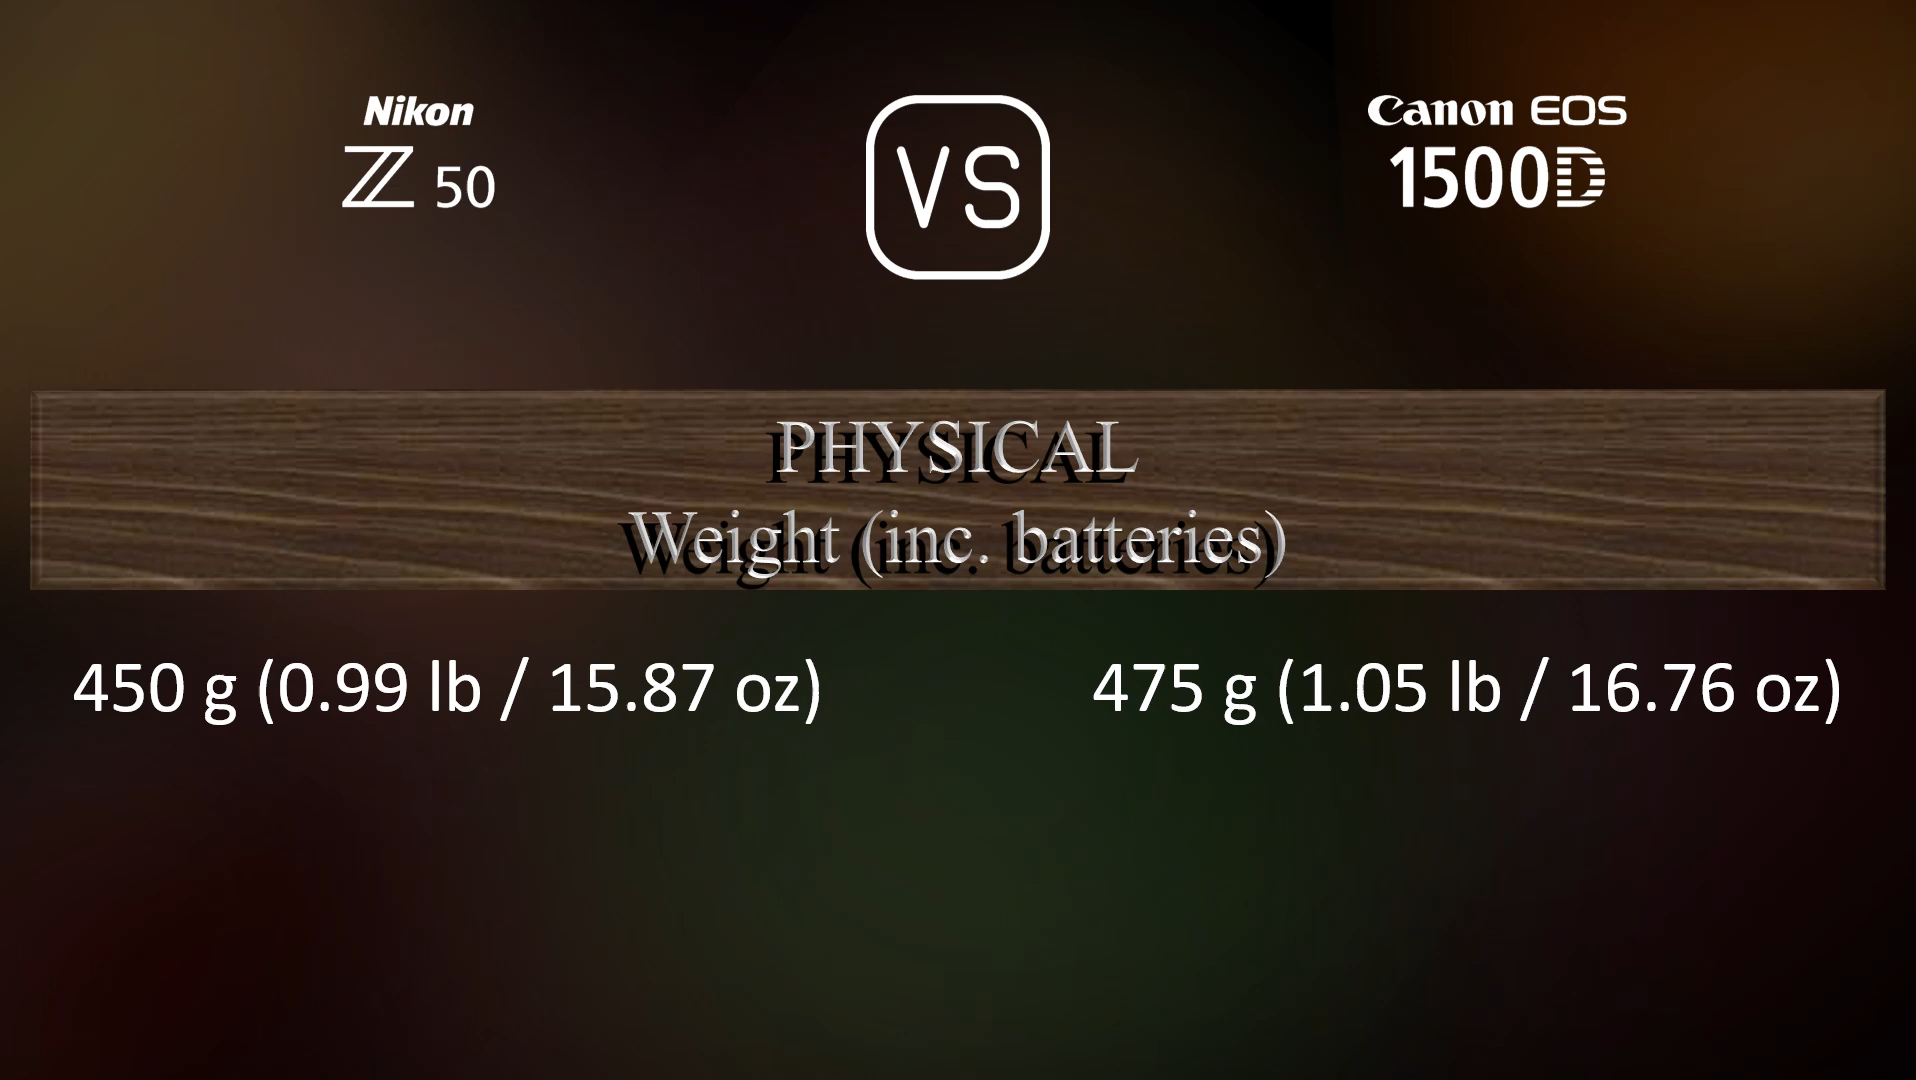 Nikon
Z 50
VS
Canon EOS
1500D
PHYSICAL
Weight (inc. batteries)
450 g (0.99 lb / 15.87 oz)
475 g (1.05 lb / 16.76 oz)